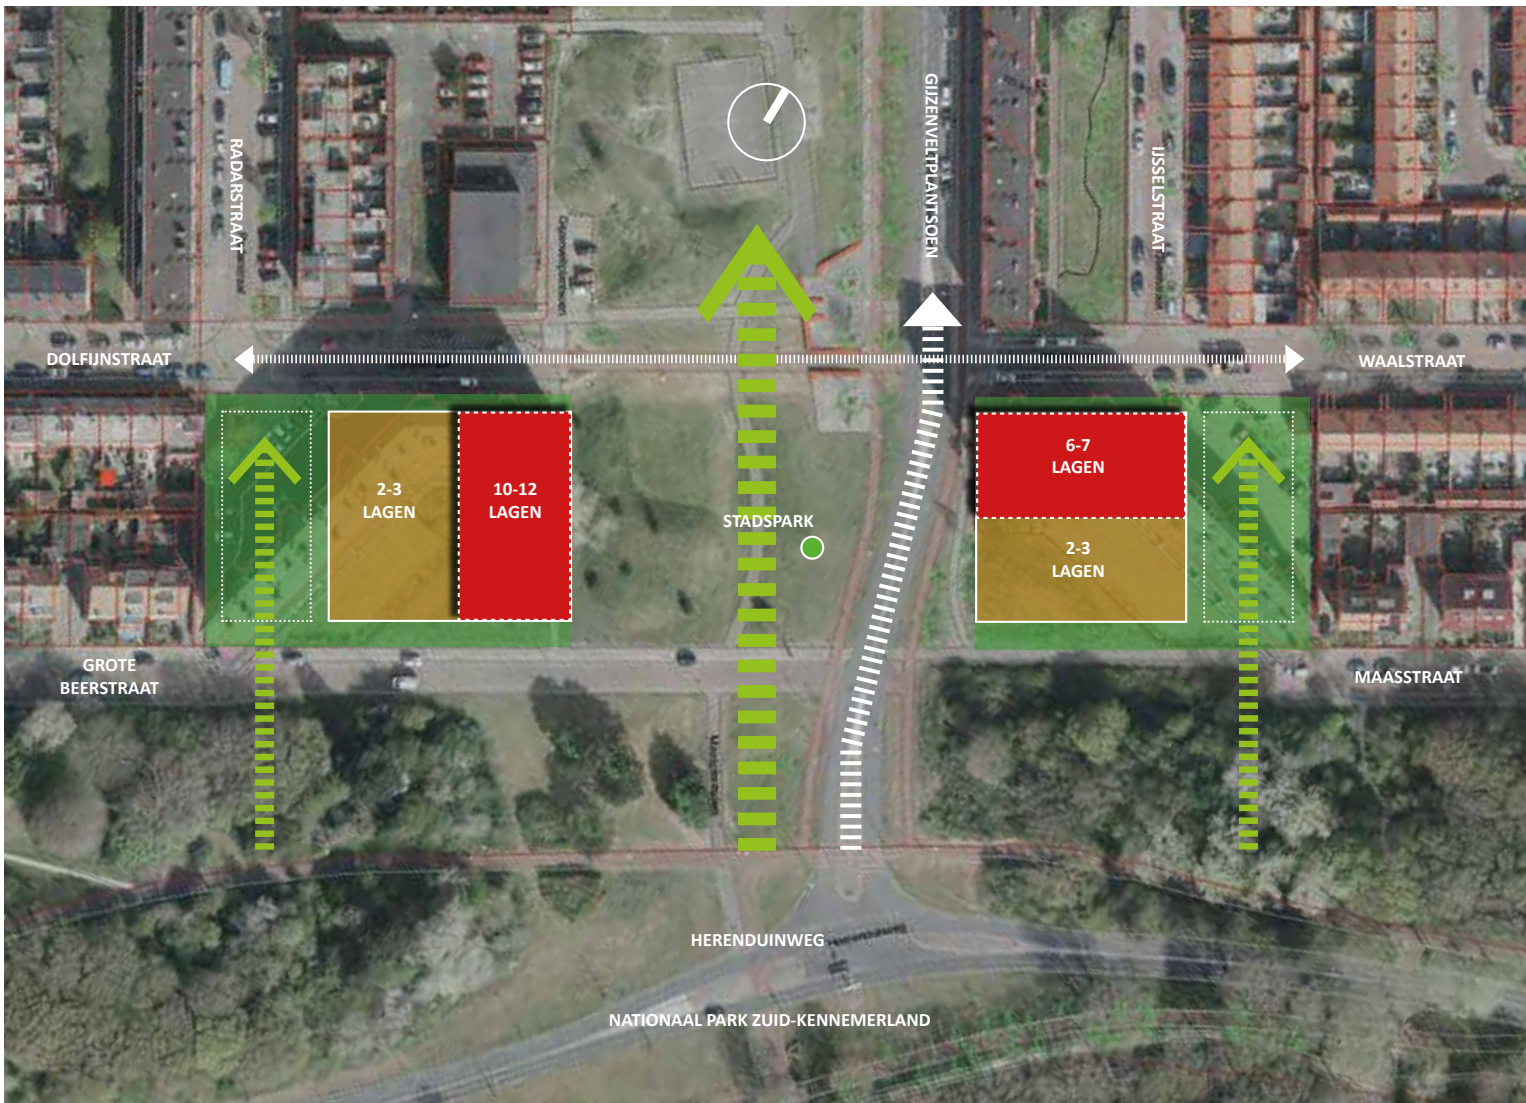 RADARSTRAAT
GIJZENVELTPLANTSOEN
IJSSELSTRAAT
DOLFIJNSTRAAT
WAALSTRAAT
2-3
LAGEN
10-12
LAGEN
6-7
LAGEN
STADSPARK
2-3
LAGEN
GROTE
BEERSTRAAT
MAASSTRAAT
HERENDUINWEG
NATIONAAL PARK ZUID-KENNEMERLAND